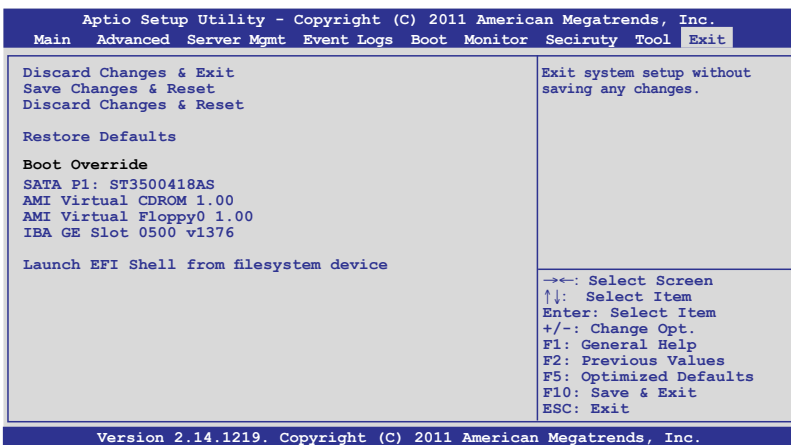 Aptio Setup Utility - Copyright (C) 2011 American Megatrends, Inc.
Main Advanced Server Mgmt Event Logs Boot Monitor Seciruty Tool Exit
Discard Changes & Exit
Save Changes & Reset
Discard Changes & Reset
Restore Defaults
Boot Override
SATA P1: ST3500418AS
AMI Virtual CDROM 1.00
AMI Virtual Floppy0 1.00
IBA GE Slot 0500 v1376
Launch EFI Shell from filesystem device
Exit system setup without
saving any changes.
→←: Select Screen
↑↓: Select Item
Enter: Select Item
+/-: Change Opt.
F1: General Help
F2: Previous Values
F5: Optimized Defaults
F10: Save & Exit
ESC: Exit
Version 2.14.1219. Copyright (C) 2011 American Megatrends, Inc.